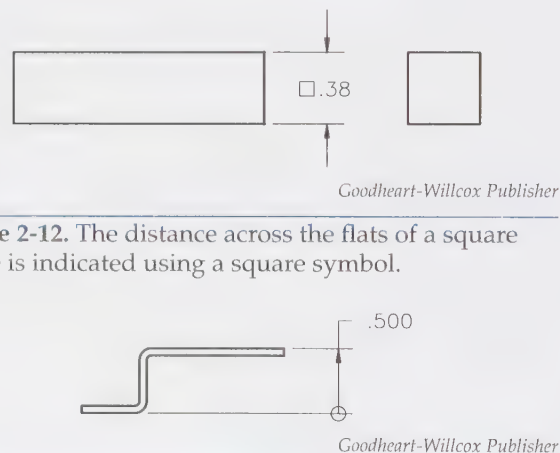 □.38
Goodheart-Willcox Publisher
e 2-12. The distance across the flats of a square
is indicated using a square symbol.
.500
Goodheart-Willcox Publisher